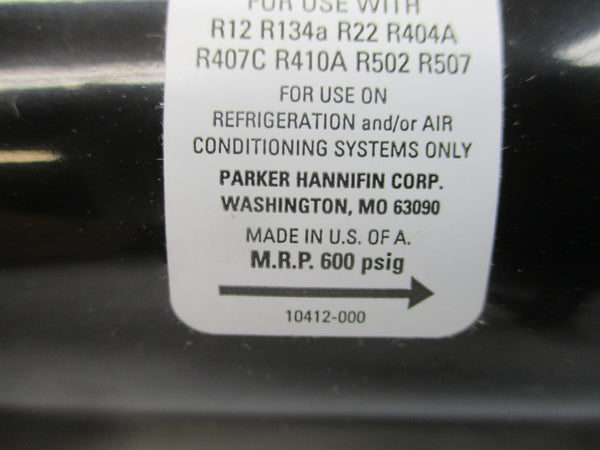 FOR USE WITH
R12 R134a R22 R404A
R407C R410A R502 R507
FOR USE ON
REFRIGERATION and/or AIR
CONDITIONING SYSTEMS ONLY
PARKER HANNIFIN CORP.
WASHINGTON, MO 63090
MADE IN U.S. OF A.
M.R.P. 600 psig
10412-000